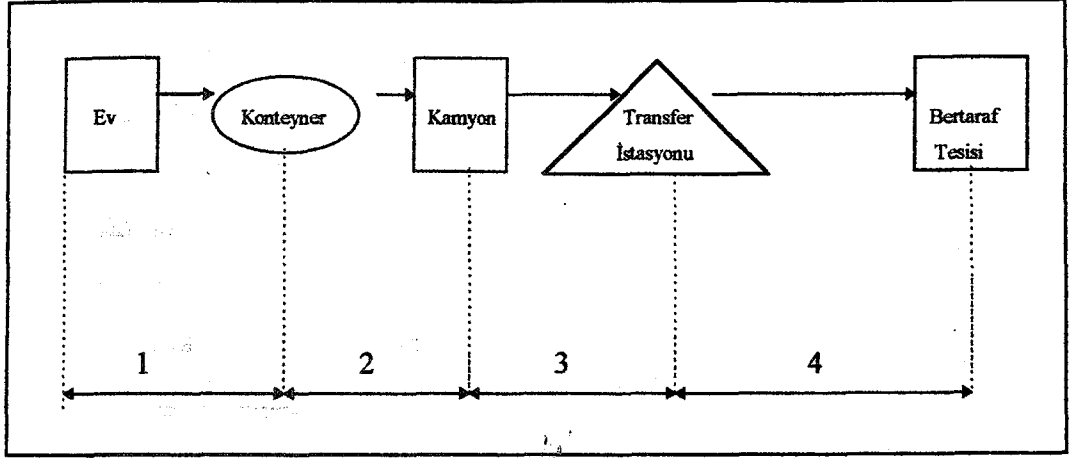 Ev
Konteyner
Kamyon
Transfer
İstasyonu
Bertaraf
Tesisi
1
2
3
4